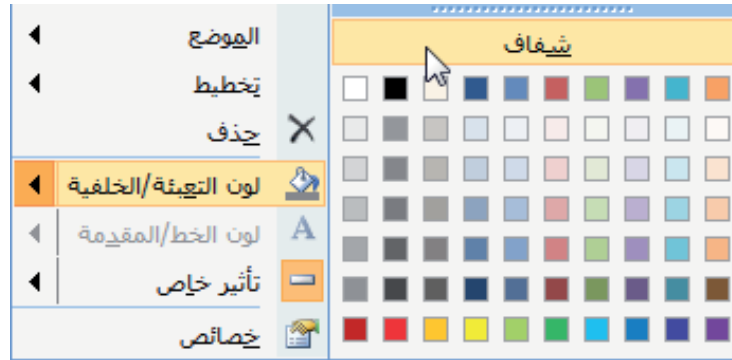 شفاف
الموضع
تخطيط
حذف
لون التعبئة/الخلفية
لون الخط/المقدمة
A
تأثير خاص
خصائص